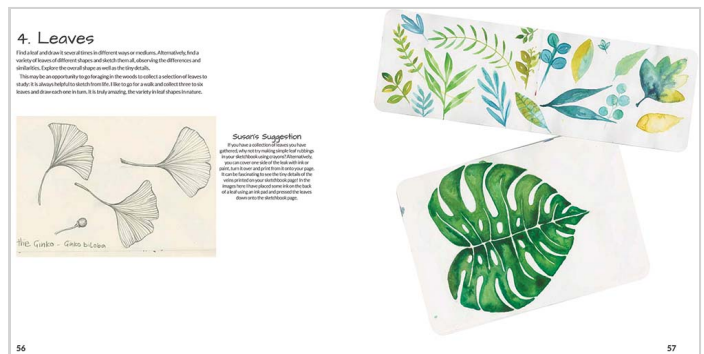 4. Leaves
Find a leaf and draw it several times in different ways or mediums. Alternatively, find a
variety of leaves of different shapes and sketch them all, observing the differences and
similarities. Explore the overall shape as well as the tiny details.
This may be an opportunity to go foraging in the woods to collect a selection of leaves to
study; it is always helpful to sketch from life. I like to go for a walk and collect three to six
leaves and draw each one in turn. It is truly amazing, the variety in leaf shapes in nature.
Susan's Suggestion
If you have a collection of leaves you have
gathered, why not try making simple leaf rubbings
in your sketchbook using crayons? Alternatively,
you can cover one side of the leaf with ink or
paint, turn it over and print from it onto your page.
It can be fascinating to see the tiny details of the
veins printed on your sketchbook page! In the
images here I have placed some ink on the back
of a leaf using an ink pad and pressed the leaves
down onto the sketchbook page.
the Ginko - Ginko biloba
56
57